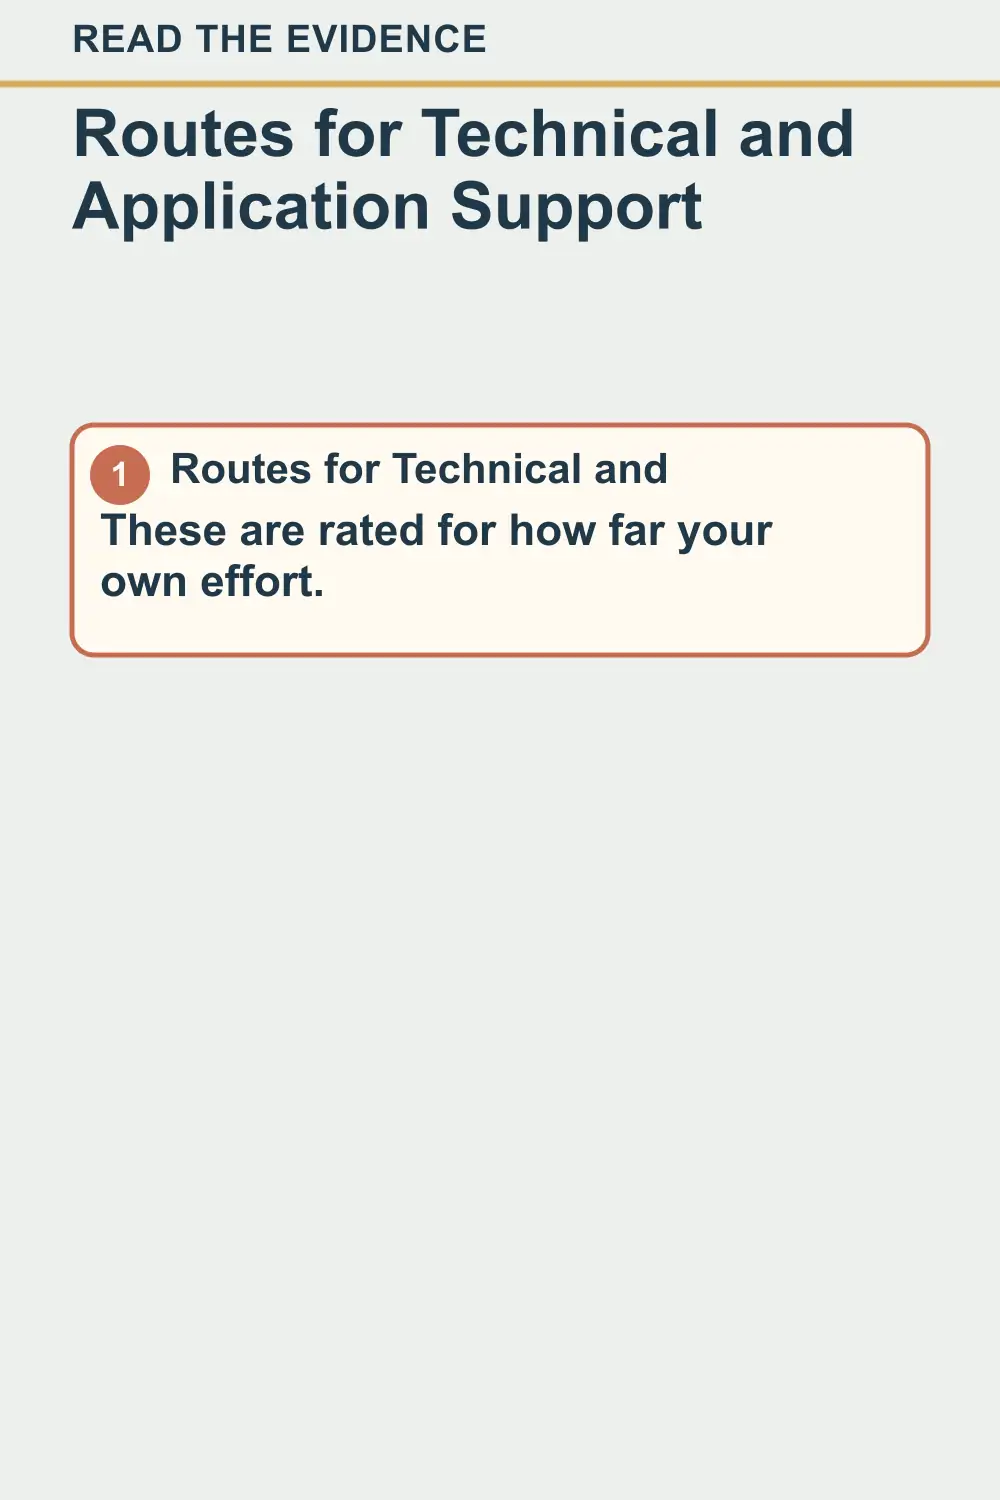 READ THE EVIDENCE
Routes for Technical and
Application Support
1 Routes for Technical and
These are rated for how far your
own effort.